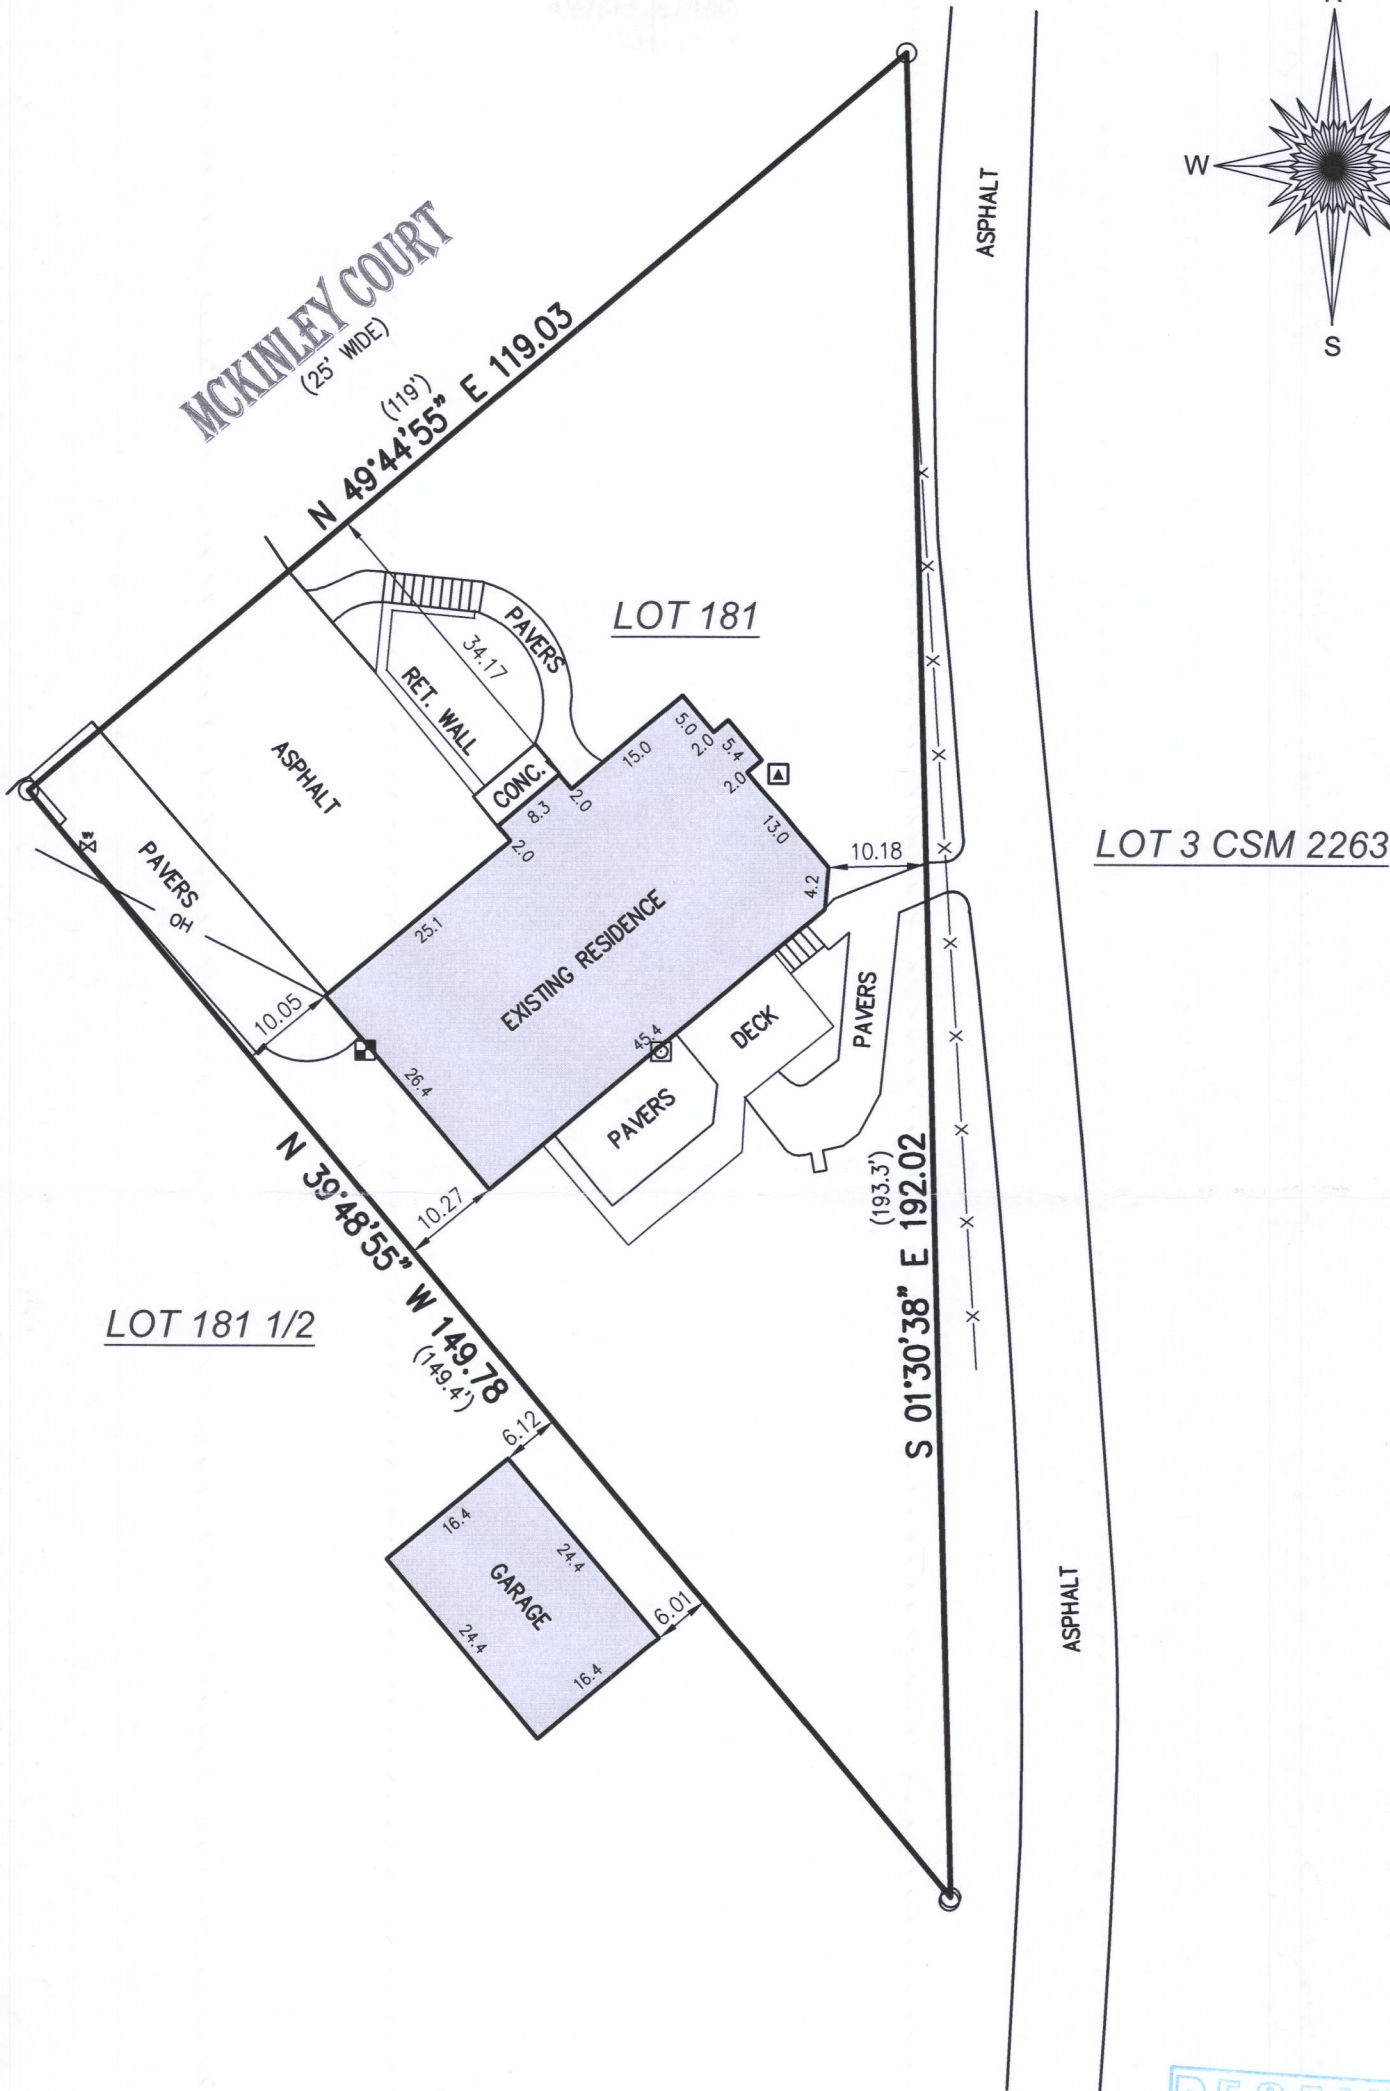 W
S
ASPHALT
MCKINLEY COURT
(25' WIDE)
(119')
N 49°44'55" E 119.03
LOT 181
PAVERS
34.17
RET. WALL
ASPHALT
CONC.
15.0
5.0
2.0
5.4
2.0
2.0
8.3
2.0
13.0
10.18
4.2
LOT 3 CSM 2263
PAVERS
OH
25.1
EXISTING RESIDENCE
10.05
26.4
45.4
DECK
PAVERS
PAVERS
10.27
N 39°48'55" W 149.78
(149.4')
(193.3')
S 01°30'38" E 192.02
LOT 181 1/2
6.12
16.4
24.4
GARAGE
24.4
16.4
6.01
ASPHALT